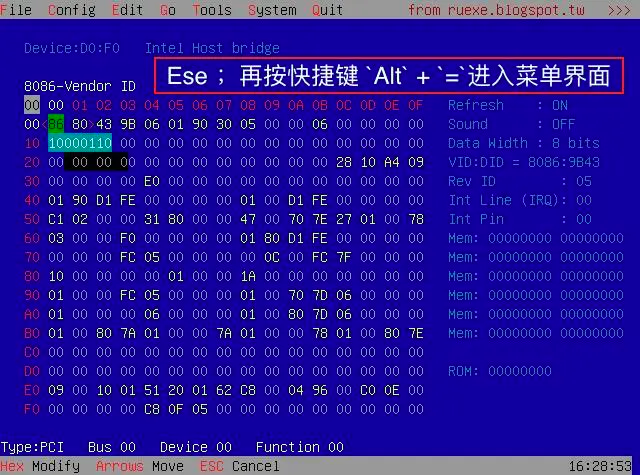 File Config Edit Go Tools System Quit from ruexe.blogspot.tw >>>
Device:D0:F0 Intel Host bridge
Ese ； 再按快捷键 `Alt` + `=`进入菜单界面
8086-Vendor ID
00 00 01 02 03 04 05 06 07 08 09 0A 0B 0C 0D 0E 0F Refresh : ON
00<86 80>43 9B 06 01 90 30 05 00 00 06 00 00 00 00 Sound : OFF
10 10000110 00 00 00 00 00 00 00 00 00 00 00 00 Data Width : 8 bits
20 00 00 0 00 00 00 00 00 00 00 00 28 10 A4 09 VID:DID = 8086:9B43
30 00 00 00 00 E0 00 00 00 00 00 00 00 00 00 00 00 Rev ID : 05
40 01 90 D1 FE 00 00 00 00 01 00 D1 FE 00 00 00 00 Int Line (IRQ): 00
50 C1 02 00 00 31 80 00 00 47 00 70 7E 27 01 00 78 Int Pin : 00
60 03 00 00 F0 00 00 00 00 01 80 D1 FE 00 00 00 00 Mem: 00000000 00000000
70 00 00 00 FC 05 00 00 00 00 0C 00 FC 7F 00 00 00 Mem: 00000000 00000000
80 10 00 00 00 00 01 00 00 1A 00 00 00 00 00 00 00 Mem: 00000000 00000000
90 01 00 00 FC 05 00 00 00 01 00 70 7D 06 00 00 00 Mem: 00000000 00000000
A0 01 00 00 00 06 00 00 00 01 00 80 7D 06 00 00 00 Mem: 00000000 00000000
B0 01 00 80 7A 01 00 00 7A 01 00 00 78 01 00 80 7E Mem: 00000000 00000000
C0 00 00 00 00 00 00 00 00 00 00 00 00 00 00 00 00
D0 00 00 00 00 00 00 00 00 00 00 00 00 00 00 00 00 ROM: 00000000
E0 09 00 10 01 51 20 01 62 C8 00 04 96 00 C0 0E 00
F0 00 00 00 00 C8 0F 05 00 00 00 00 00 00 00 00 00
Type:PCI Bus 00 Device 00 Function 00
Hex Modify Arrows Move ESC Cancel 16:28:53